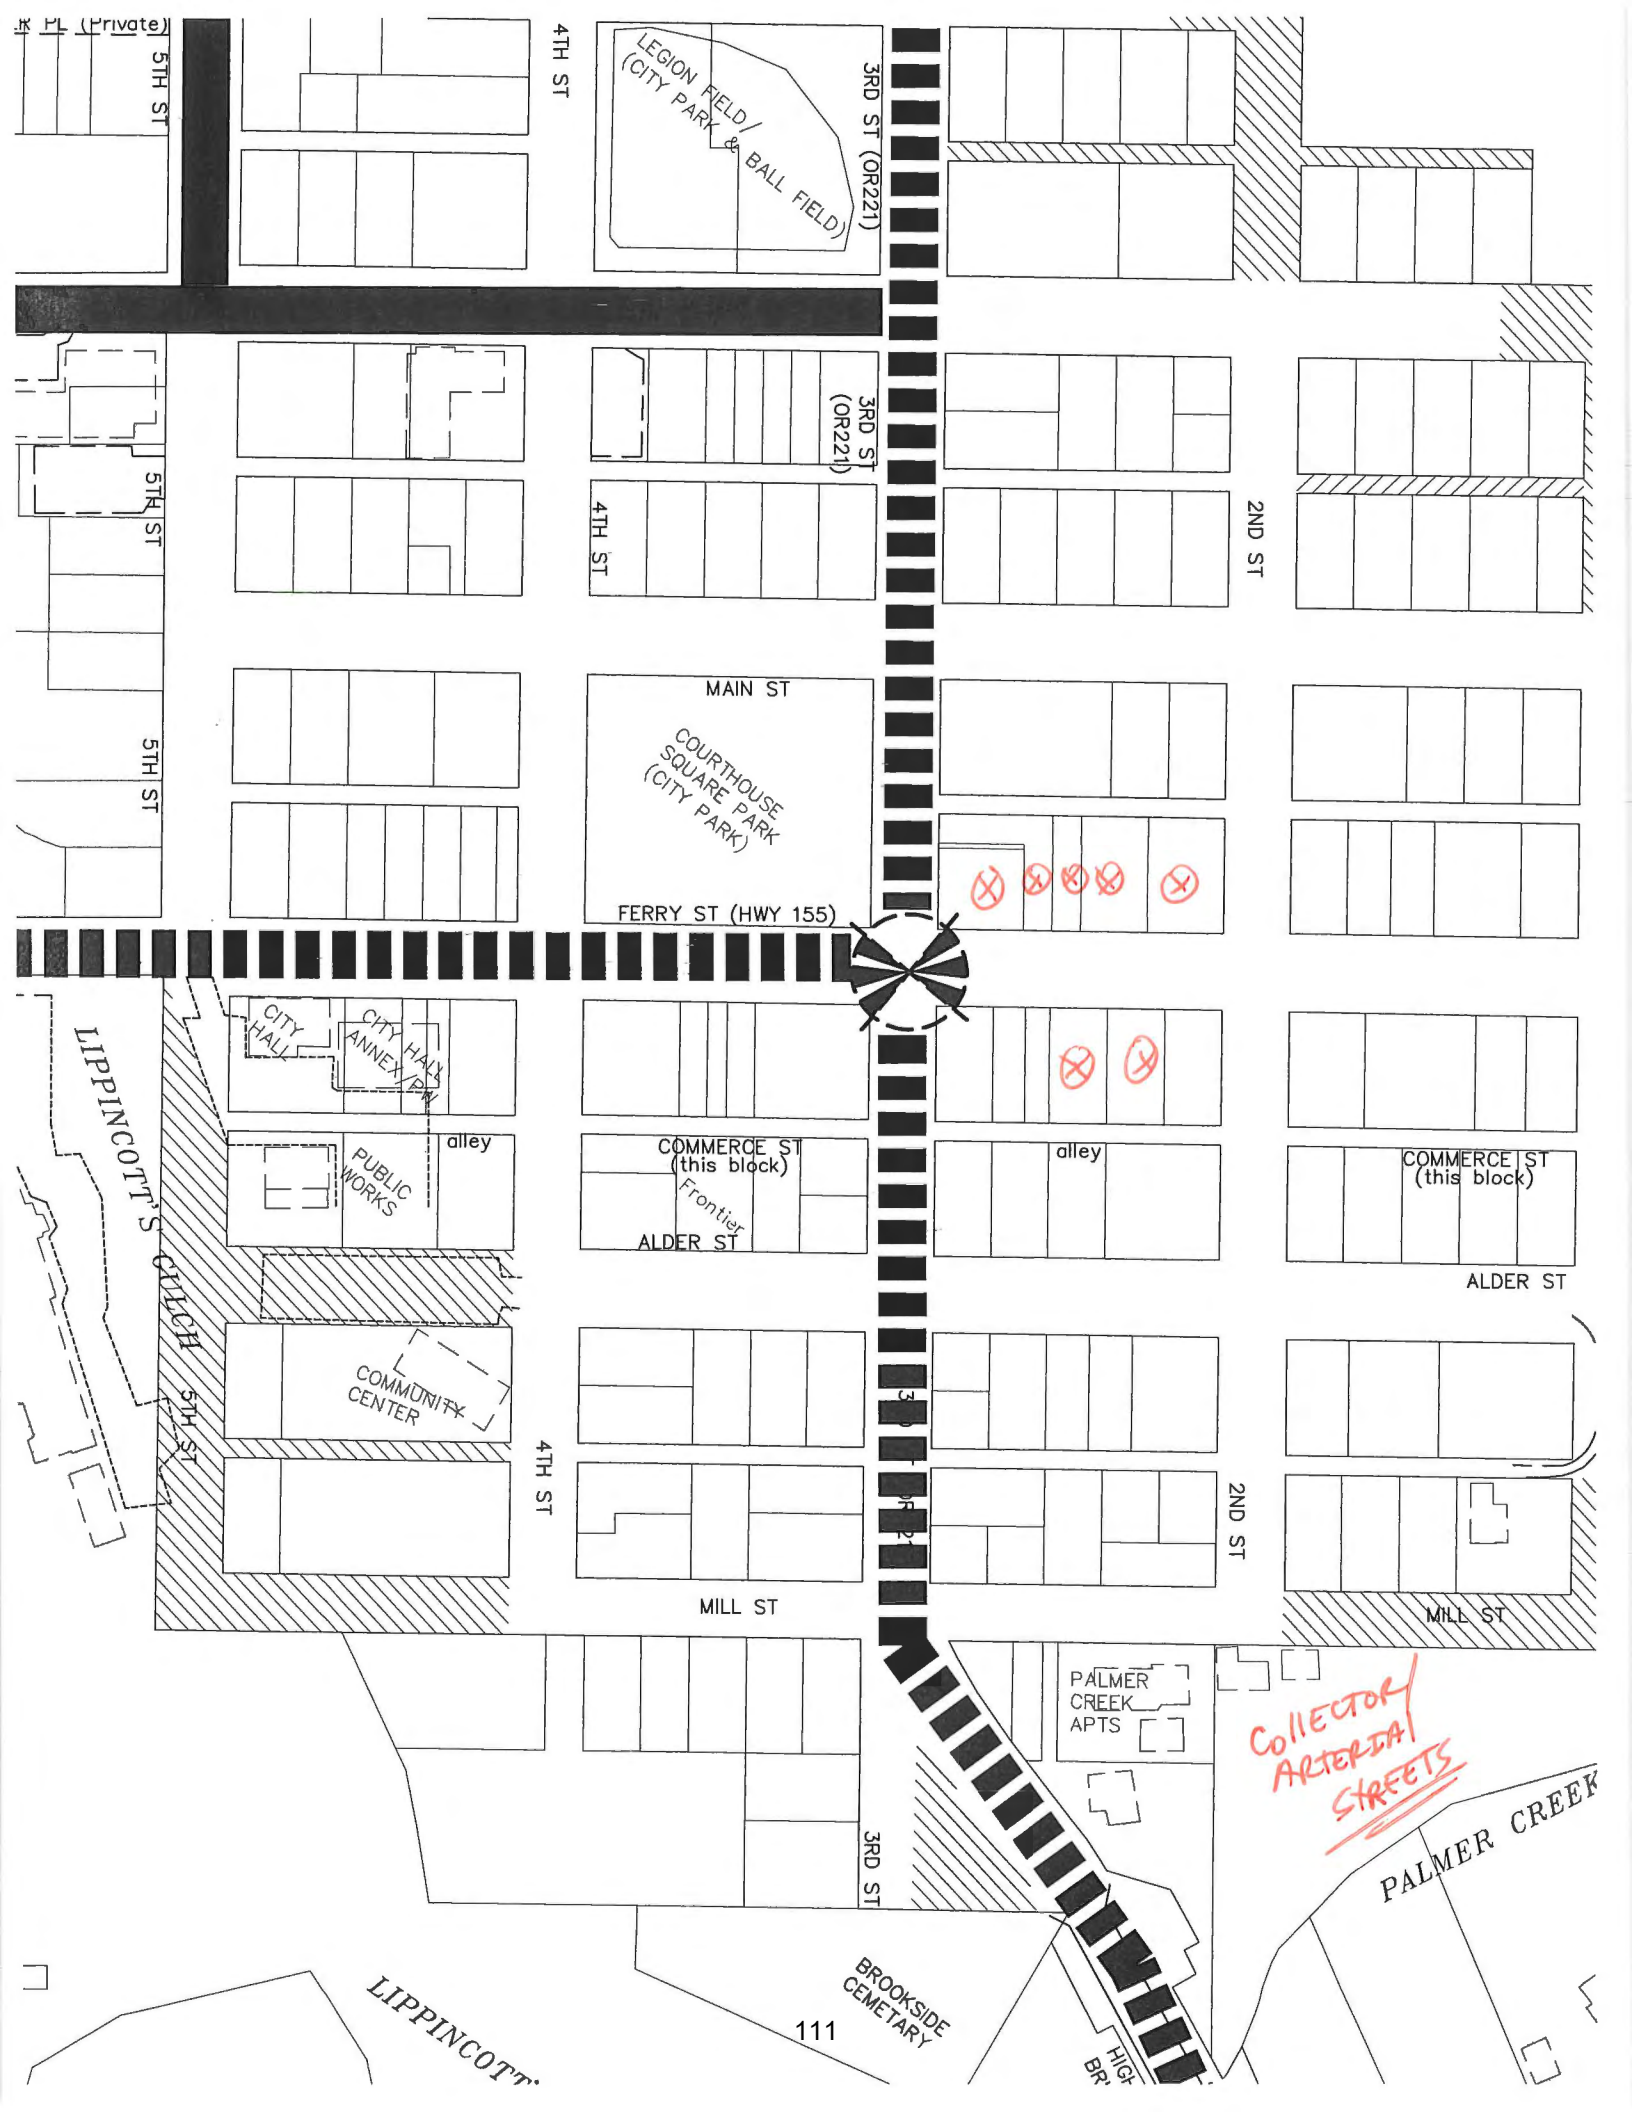 PL (Private)
5TH ST
4TH ST
LEGION FIELD/
(CITY PARK & BALL FIELD)
3RD ST (OR221)
3RD ST
(OR221)
5TH ST
4TH ST
2ND ST
MAIN ST
5TH ST
COURTHOUSE
SQUARE PARK
(CITY PARK)
FERRY ST (HWY 155)
CITY
HALL
CITY HALL
ANNEX/PW
LIPPINCOTT'S GULCH
alley
PUBLIC
WORKS
COMMERCE ST
(this block)
Frontier
ALDER ST
alley
COMMERCE ST
(this block)
ALDER ST
COMMUNITY
CENTER
5TH ST
4TH ST
2ND ST
MILL ST
MILL ST
PALMER
CREEK
APTS
COllECTOR/
ARTERIAl
STREETS
PALMER CREEK
3RD ST
BROOKSIDE
CEMETARY
LIPPINCOTT'
111
HIGH
BRI